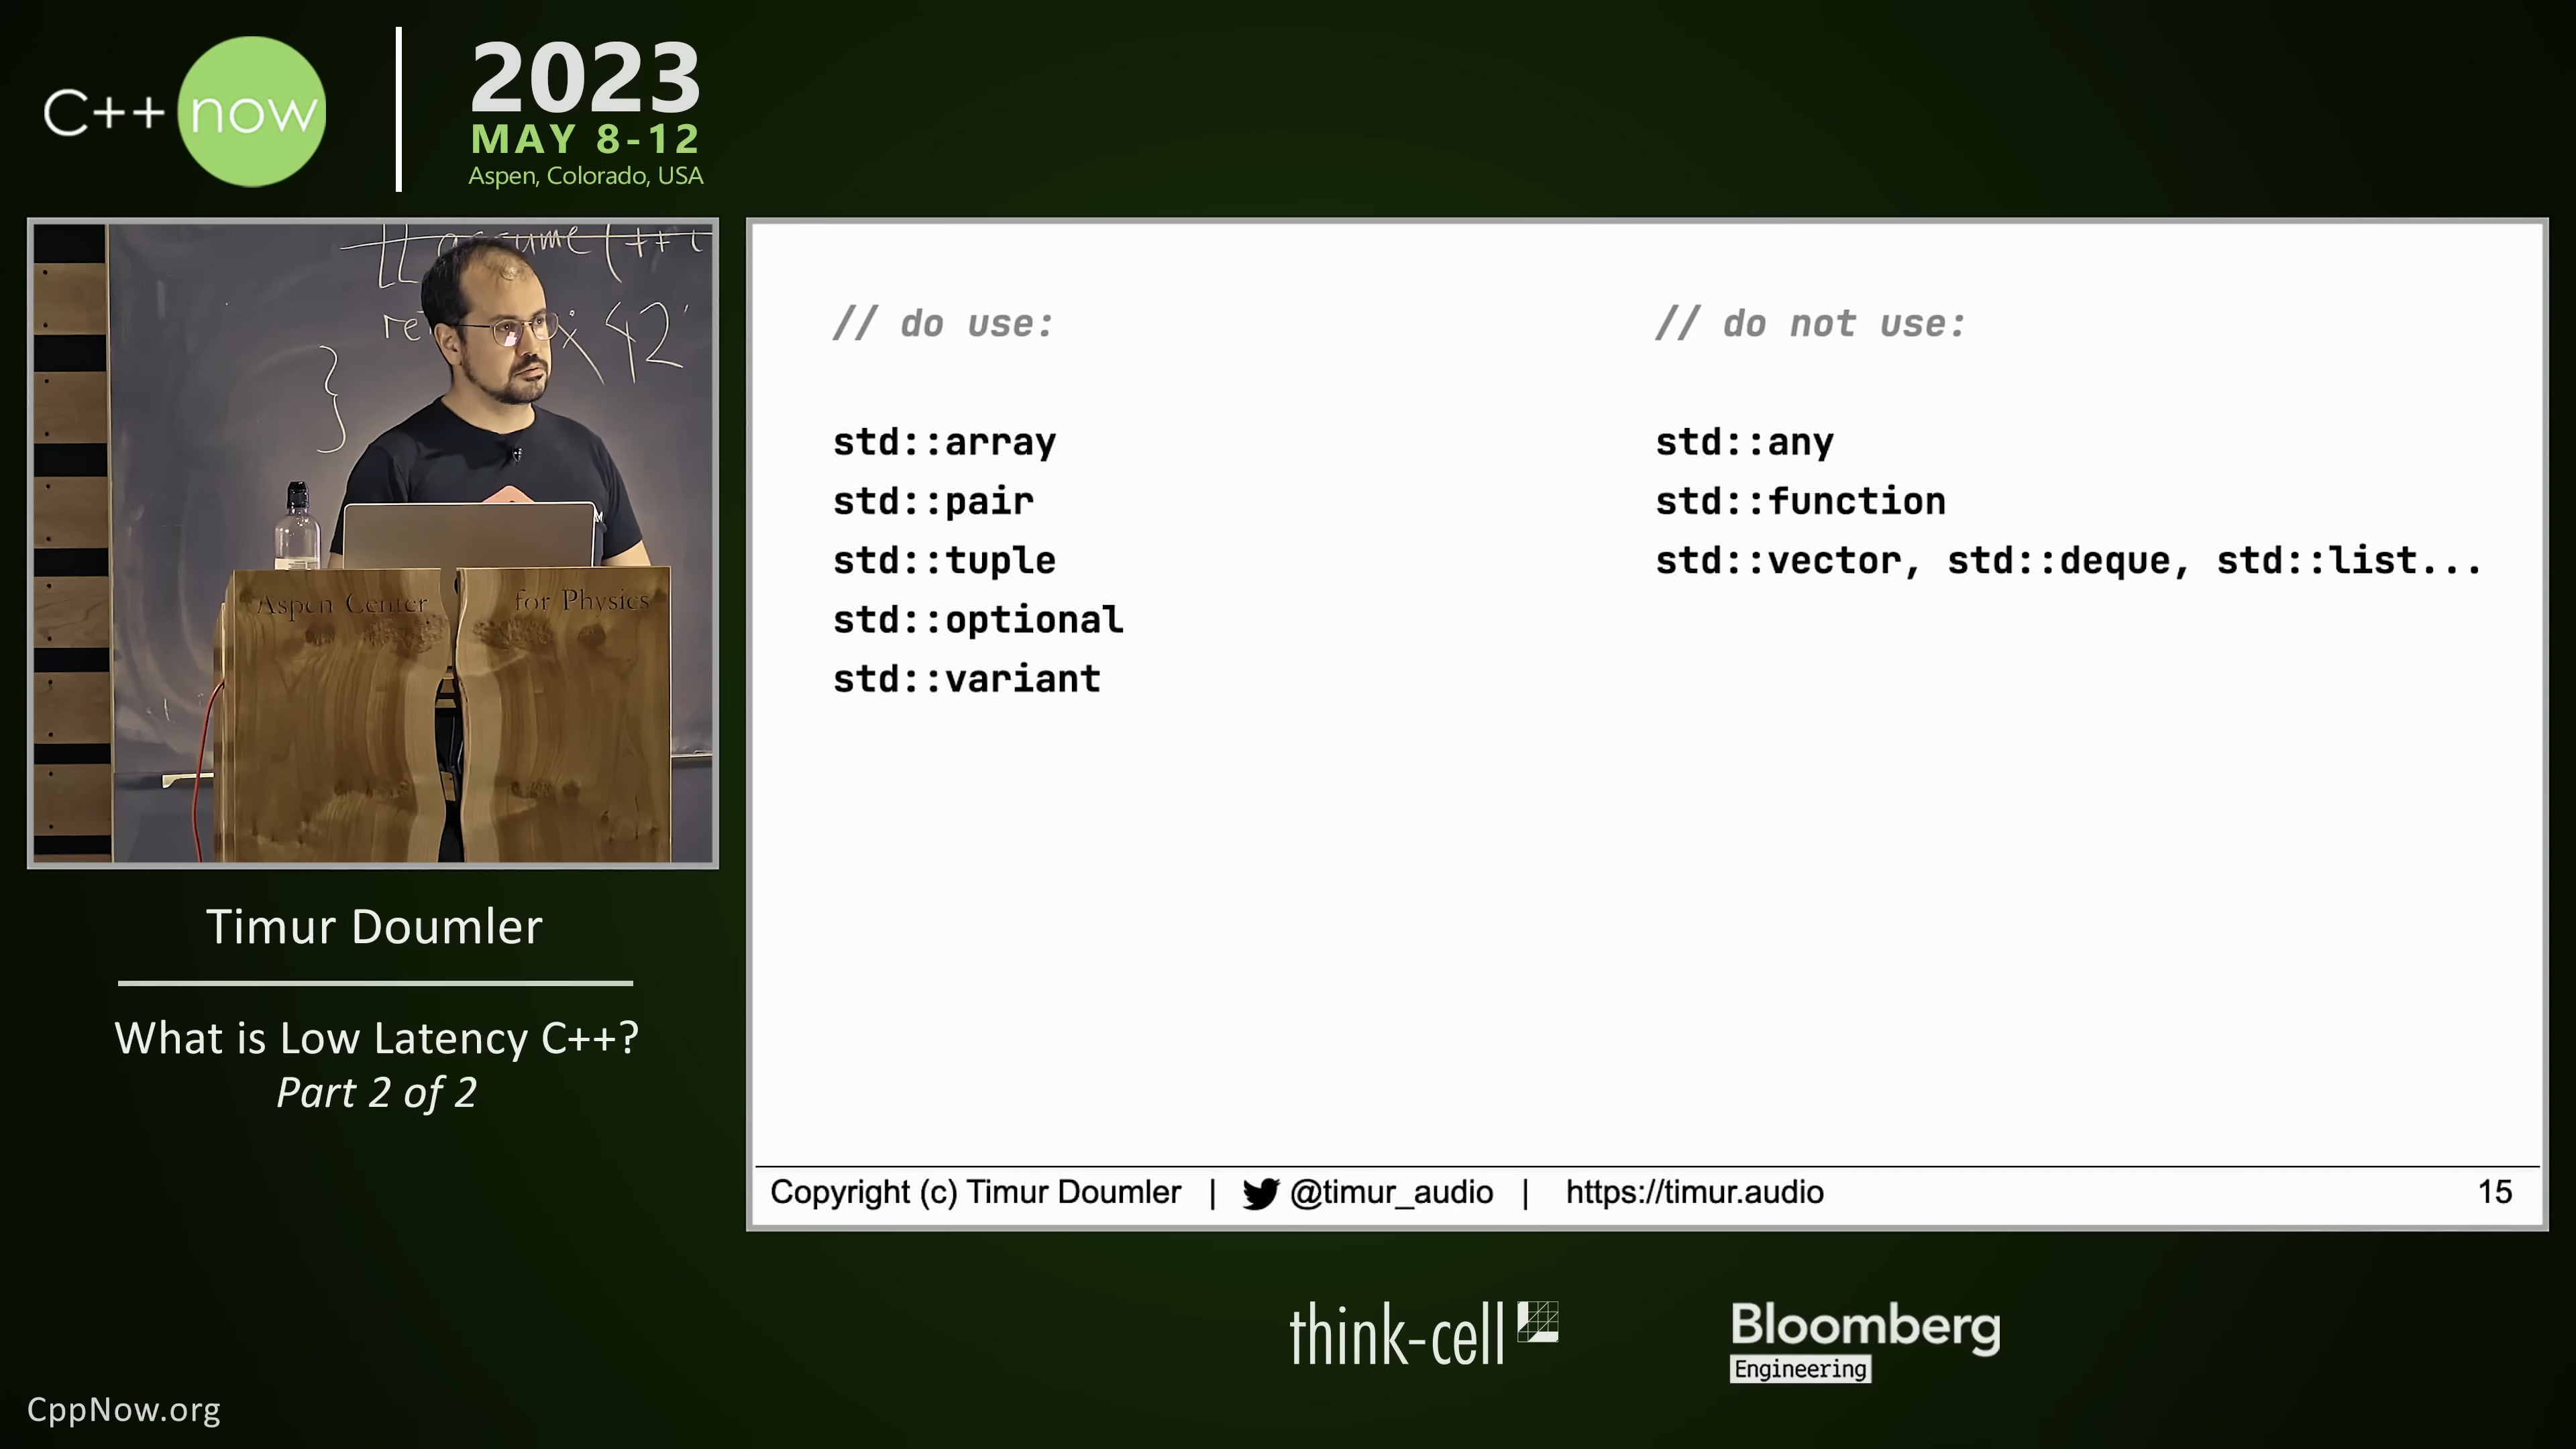 C++ now
2023
MAY 8-12
Aspen, Colorado, USA
re
42
}
Aspen Center for Physics
Timur Doumler
What is Low Latency C++?
Part 2 of 2
// do use:
std::array
std::pair
std::tuple
std::optional
std::variant
// do not use:
std::any
std::function
std::vector, std::deque, std::list...
Copyright (c) Timur Doumler | @timur_audio | https://timur.audio
15
think-cell
Bloomberg
Engineering
CppNow.org